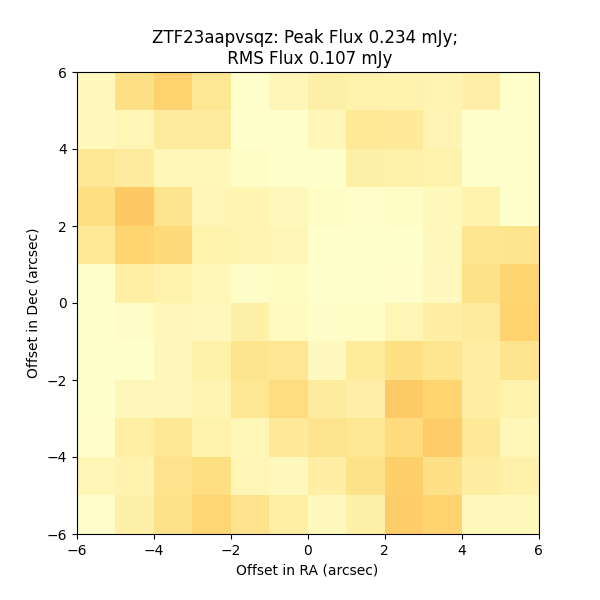 ZTF23aapvsqz: Peak Flux 0.234 mJy;
RMS Flux 0.107 mJy
6
4
2
0
−2
−4
−6
Offset in Dec (arcsec)
−6 −4 −2 0 2 4 6
Offset in RA (arcsec)